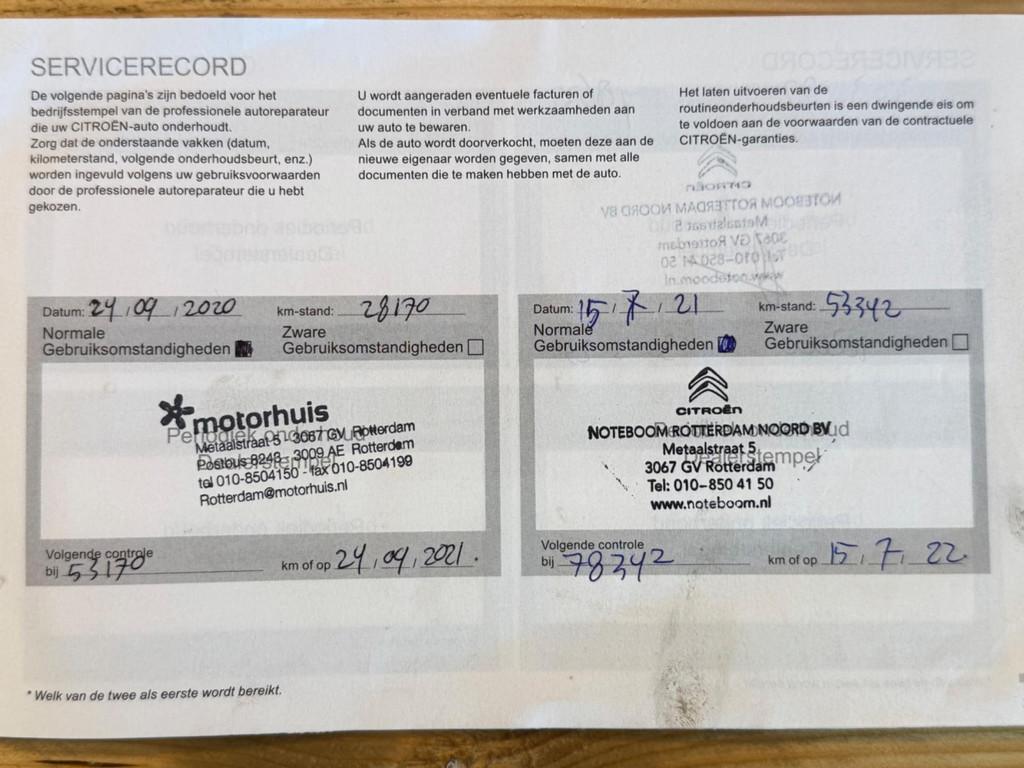 SERVICERECORD
De volgende pagina's zijn bedoeld voor het
bedrijfsstempel van de professionele autoreparateur
die uw CITROËN-auto onderhoudt.
Zorg dat de onderstaande vakken (datum,
kilometerstand, volgende onderhoudsbeurt, enz.)
worden ingevuld volgens uw gebruiksvoorwaarden
door de professionele autoreparateur die u hebt
gekozen.
U wordt aangeraden eventuele facturen of
documenten in verband met werkzaamheden aan
uw auto te bewaren.
Als de auto wordt doorverkocht, moeten deze aan de
nieuwe eigenaar worden gegeven, samen met alle
documenten die te maken hebben met de auto.
Het laten uitvoeren van de
routineonderhoudsbeurten is een dwingende eis om
te voldoen aan de voorwaarden van de contractuele
CITROËN-garanties.
Datum: 24 / 09 / 2020 km-stand: 28170
Normale Zware
Gebruiksomstandigheden Gebruiksomstandigheden
motorhuis
Periodiek onderhoud
Metaalstraat 5 - 3067 GV Rotterdam
Postbus 8248 - 3009 AE Rotterdam
Dealerstempel
tel 010-8504150 - fax 010-8504199
Rotterdam@motorhuis.nl
Volgende controle
bij 53170 km of op 24 / 09 / 2021.
Datum: 15 / 7 / 21 km-stand: 53342
Normale Zware
Gebruiksomstandigheden Gebruiksomstandigheden
CITROËN
NOTEBOOM ROTTERDAM NOORD BV
Periodiek onderhoud
Metaalstraat 5
Dealerstempel
3067 GV Rotterdam
Tel: 010-850 41 50
www.noteboom.nl
Volgende controle
bij 78342 km of op 15 / 7 / 22.
* Welk van de twee als eerste wordt bereikt.